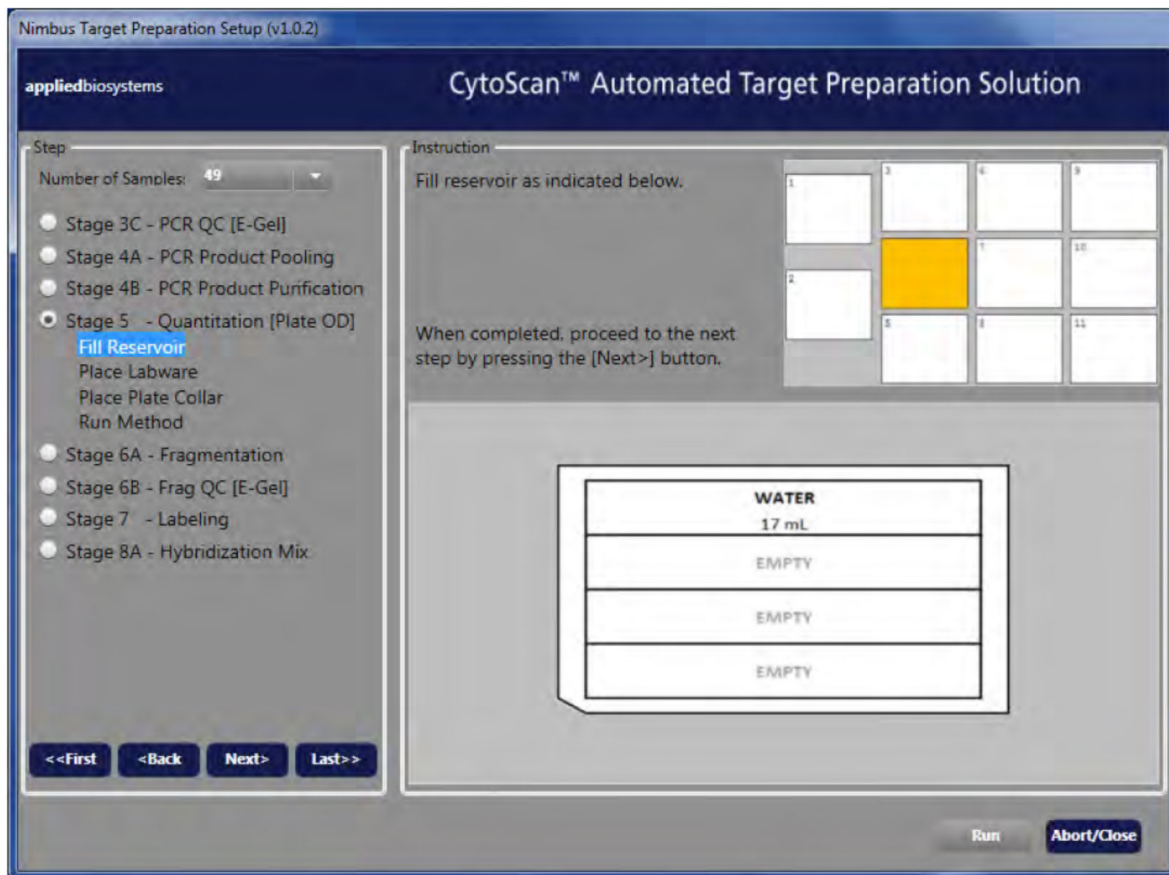 Nimbus Target Preparation Setup (v1.0.2)
appliedbiosystems
CytoScan™ Automated Target Preparation Solution
Step
Number of Samples: 49
Stage 3C - PCR QC [E-Gel]
Stage 4A - PCR Product Pooling
Stage 4B - PCR Product Purification
Stage 5 - Quantitation [Plate OD]
Fill Reservoir
Place Labware
Place Plate Collar
Run Method
Stage 6A - Fragmentation
Stage 6B - Frag QC [E-Gel]
Stage 7 - Labeling
Stage 8A - Hybridization Mix
<<First <Back Next> Last>>
Instruction
Fill reservoir as indicated below.
When completed, proceed to the next
step by pressing the [Next>] button.
1
2
3 6 9
7 10
5 8 11
WATER
17 mL
EMPTY
EMPTY
EMPTY
Run Abort/Close